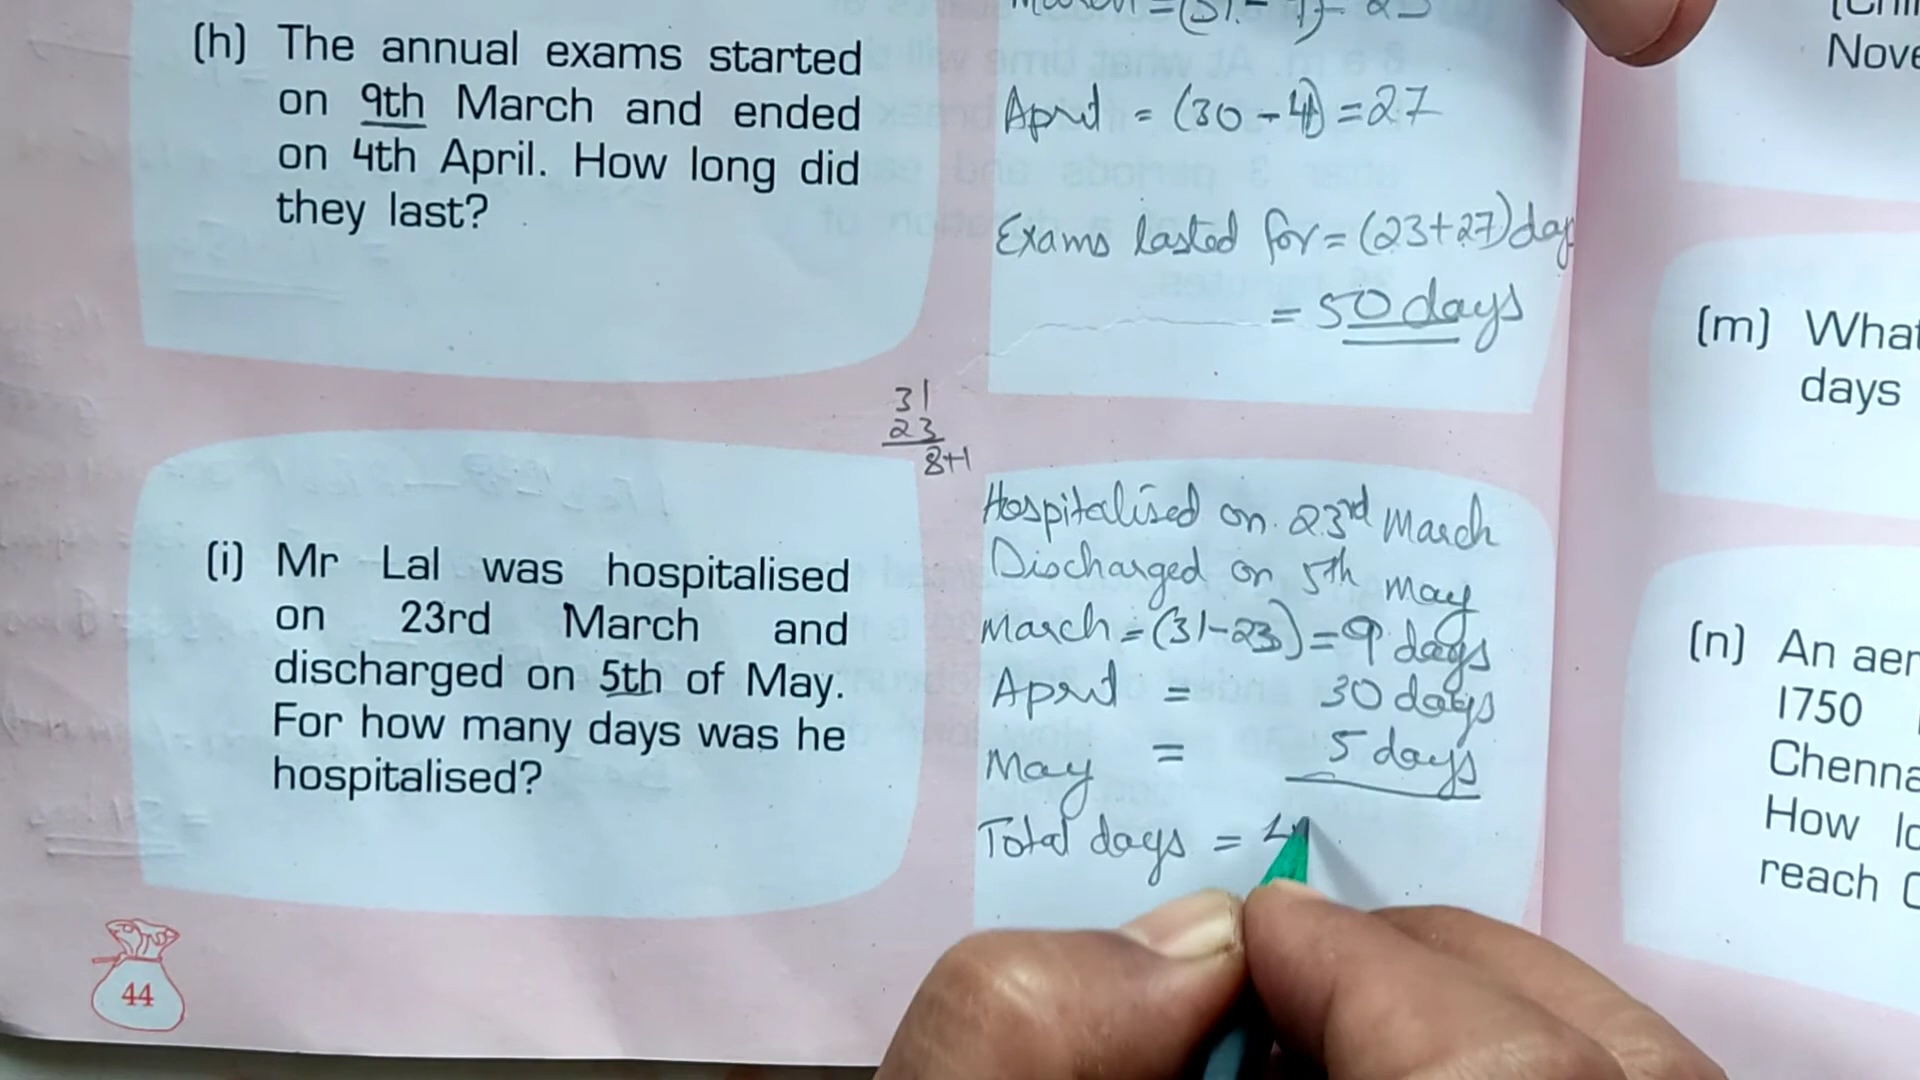 (h) The annual exams started
on 9th March and ended
on 4th April. How long did
they last?
April = (30-4) = 27
Exams lasted for = (23+27) day
= 50 days
31
23
8+1
(i) Mr Lal was hospitalised
on 23rd March and
discharged on 5th of May.
For how many days was he
hospitalised?
Hospitalised on 23rd March
Discharged on 5th May
March = (31-23) = 9 days
April = 30 days
May = 5 days
Total days = 4
44
Nove
(m) What
days
(n) An aer
1750
Chenna
How lo
reach C